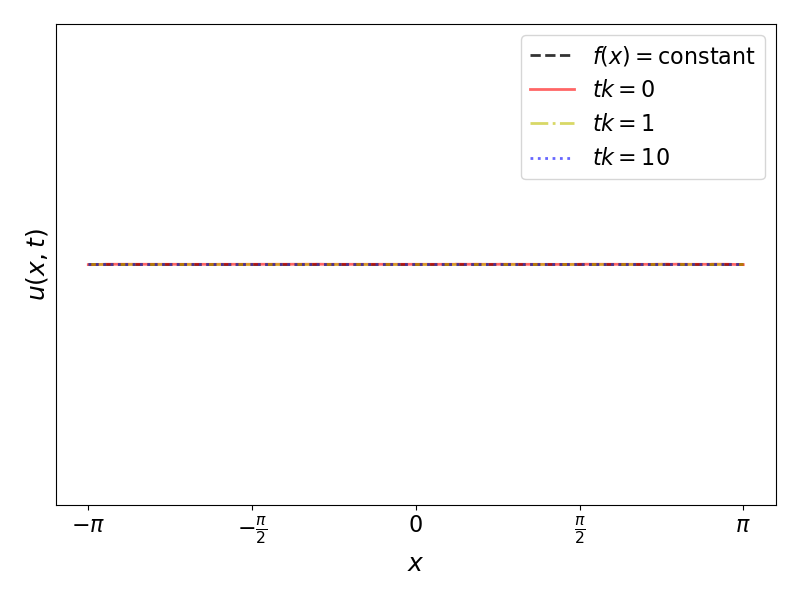 f(x) = constant
tk = 0
tk = 1
tk = 10
u(x, t)
−π
−π/2
0
π/2
π
x